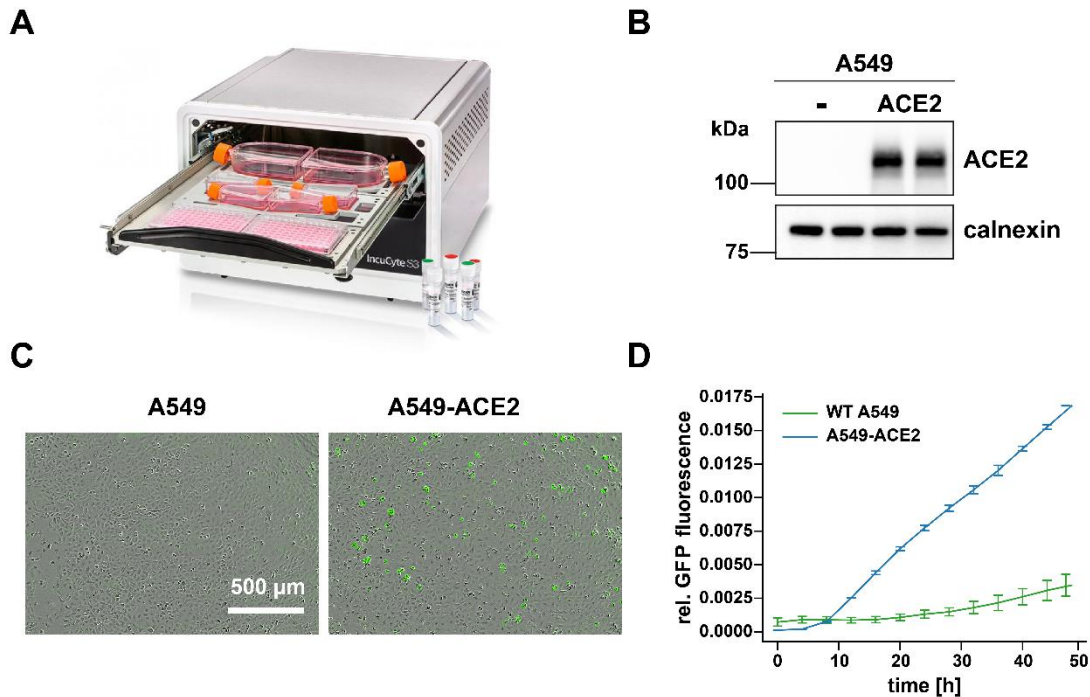 A
IncuCyte S3
B
A549
- ACE2
kDa
ACE2
100
calnexin
75
C
A549
A549-ACE2
500 µm
D
rel. GFP fluorescence
0.0175
0.0150
0.0125
0.0100
0.0075
0.0050
0.0025
0.0000
WT A549
A549-ACE2
0 10 20 30 40 50
time [h]